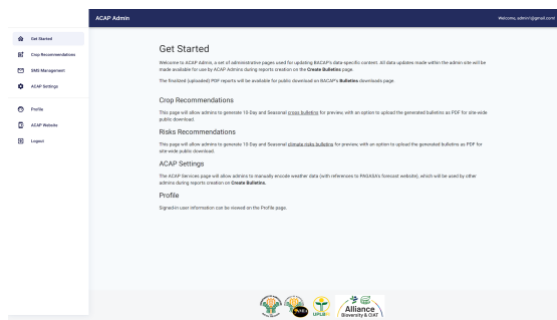 ACAP Admin
Welcome, admin1@gmail.com!
Get Started
Crop Recommendations
SMS Management
ACAP Settings
Profile
ACAP Website
Logout
Get Started
Welcome to ACAP Admin, a set of administrative pages used for updating BACAP's data-specific content. All data updates made within the admin site will be
made available for use by ACAP Admins during reports creation on the Create Bulletins page.
The finalized (uploaded) PDF reports will be available for public download on BACAP's Bulletins downloads page.
Crop Recommendations
This page will allow admins to generate 10-Day and Seasonal crops bulletins for preview, with an option to upload the generated bulletins as PDF for site-wide
public download.
Risks Recommendations
This page will allow admins to generate 10-Day and Seasonal climate risks bulletins for preview, with an option to upload the generated bulletins as PDF for
site-wide public download.
ACAP Settings
The ACAP Services page will allow admins to manually encode weather data (with references to PAGASA's forecast website), which will be used by other
admins during reports creation on Create Bulletins.
Profile
Signed-in user information can be viewed on the Profile page.
UPLB
Alliance
Bioversity & CIAT